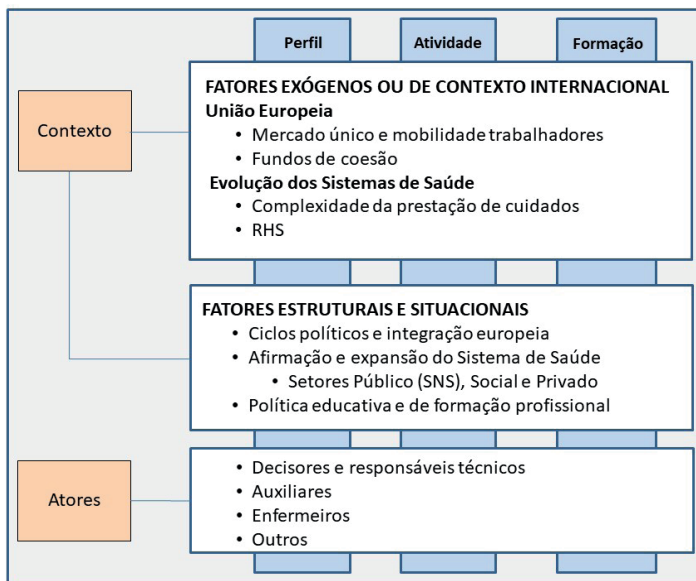 Perfil
Atividade
Formação
Contexto
FATORES EXÓGENOS OU DE CONTEXTO INTERNACIONAL
União Europeia
• Mercado único e mobilidade trabalhadores
• Fundos de coesão
Evolução dos Sistemas de Saúde
• Complexidade da prestação de cuidados
• RHS
FATORES ESTRUTURAIS E SITUACIONAIS
• Ciclos políticos e integração europeia
• Afirmação e expansão do Sistema de Saúde
• Setores Público (SNS), Social e Privado
• Política educativa e de formação profissional
Atores
• Decisores e responsáveis técnicos
• Auxiliares
• Enfermeiros
• Outros